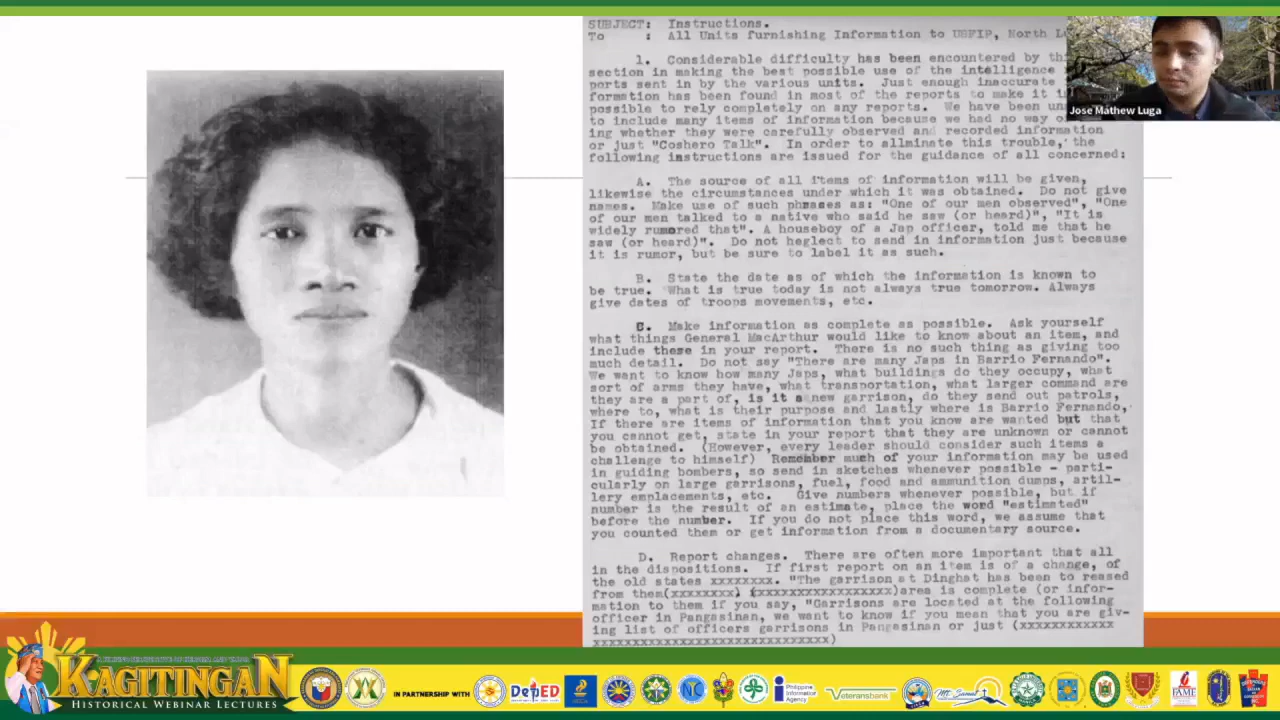 SUBJECT: Instructions.
To : All Units furnishing Information to USFIP, North
1. Considerable difficulty has been encountered by
section in making the best possible use of the intelligence
ports sent in by the various units. Just enough inaccurate
formation has been found in most of the reports to make it
possible to rely completely on any reports. We have been
to include many items of information because we had no way
ing whether they were carefully observed and recorded information
or just "Coshero Talk". In order to allminate this trouble, the
following instructions are issued for the guidance of all concerned:
A. The source of all items of information will be given,
likewise the circumstances under which it was obtained. Do not give
names. Make use of such phrases as: "One of our men observed", "One
of our men talked to a native who said he saw (or heard)", "It is
widely rumored that". A houseboy of a Jap officer, told me that he
saw (or heard)". Do not neglect to send in information just because
it is rumor, but be sure to label it as such.
B. State the date as of which the information is known to
be true. What is true today is not always true tomorrow. Always
give dates of troops movements, etc.
C. Make information as complete as possible. Ask yourself
what things General MacArthur would like to know about an item, and
include these in your report. There is no such thing as giving too
much detail. Do not say "There are many Japs in Barrio Fernando".
We want to know how many Japs, what buildings do they occupy, what
sort of arms they have, what transportation, what larger command are
they are a part of, is it a new garrison, do they send out patrols,
where to, what is their purpose and lastly where is Barrio Fernando,
If there are items of information that you know are wanted but that
you cannot get, state in your report that they are unknown or cannot
be obtained. (However, every leader should consider such items a
challenge to himself) Remember much of your information may be used
in guiding bombers, so send in sketches whenever possible - parti-
cularly on large garrisons, fuel, food and ammunition dumps, artil-
lery emplacements, etc. Give numbers whenever possible, but if
number is the result of an estimate, place the word "estimated"
before the number. If you do not place this word, we assume that
you counted them or get information from a documentary source.
D. Report changes. There are often more important that all
in the dispositions. If first report on an item is of a change, of
the old states xxxxxxxx. "The garrison at Dinghat has been to reased
from them(xxxxxxxx) (xxxxxxxxxxxxxxxxxx)area is complete (or infor-
mation to them if you say, "Garrisons are located at the following
officer in Pangasinan, we want to know if you mean that you are giv-
ing list of officers garrisons in Pangasinan or just (xxxxxxxxxxxx
xxxxxxxxxxxxxxxxxxxxxxxxxxxxxx)
Jose Mathew Luga
KAGITINGAN
HISTORICAL WEBINAR LECTURES
IN PARTNERSHIP WITH
DepED
Philippine
Information
Agency
Veteransbank
Mt. Samat
FAME